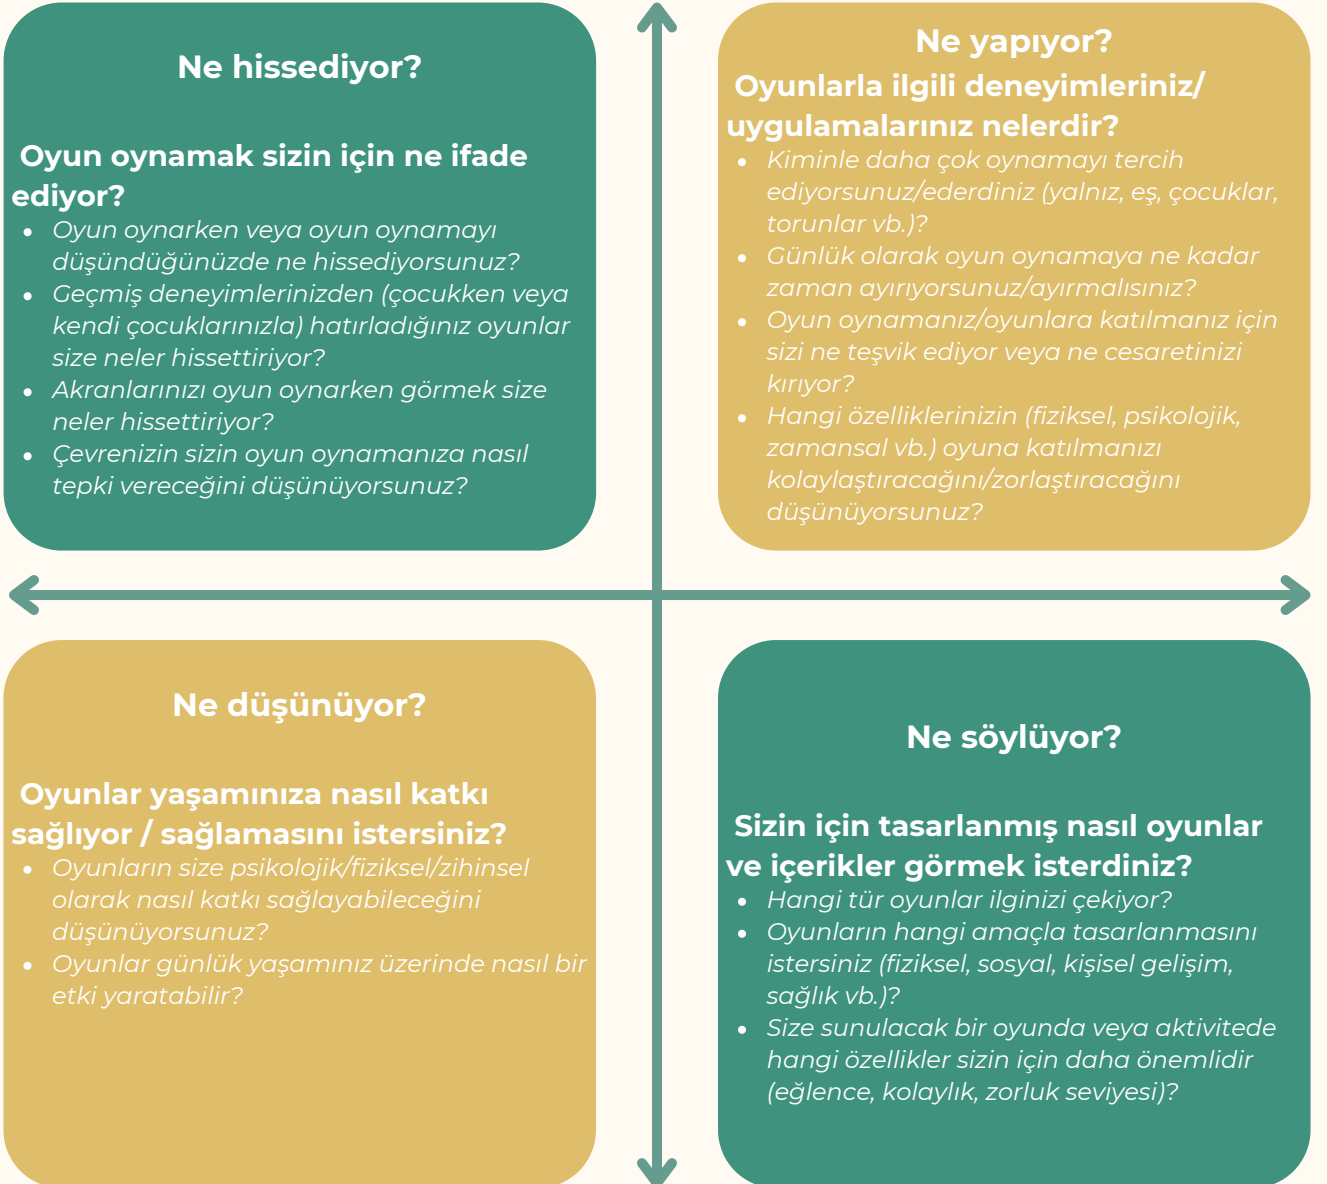 Ne hissediyor?
Oyun oynamak sizin için ne ifade
ediyor?
• Oyun oynarken veya oyun oynamayı
düşündüğünüzde ne hissediyorsunuz?
• Geçmiş deneyimlerinizden (çocukken veya
kendi çocuklarınızla) hatırladığınız oyunlar
size neler hissettiriyor?
• Akranlarınızı oyun oynarken görmek size
neler hissettiriyor?
• Çevrenizin sizin oyun oynamanıza nasıl
tepki vereceğini düşünüyorsunuz?
Ne yapıyor?
Oyunlarla ilgili deneyimleriniz/
uygulamalarınız nelerdir?
• Kiminle daha çok oynamayı tercih
ediyorsunuz/ederdiniz (yalnız, eş, çocuklar,
torunlar vb.)?
• Günlük olarak oyun oynamaya ne kadar
zaman ayırıyorsunuz/ayırmalısınız?
• Oyun oynamanız/oyunlara katılmanız için
sizi ne teşvik ediyor veya ne cesaretinizi
kırıyor?
• Hangi özelliklerinizin (fiziksel, psikolojik,
zamansal vb.) oyuna katılmanızı
kolaylaştıracağını/zorlaştıracağını
düşünüyorsunuz?
Ne düşünüyor?
Oyunlar yaşamınıza nasıl katkı
sağlıyor / sağlamasını istersiniz?
• Oyunların size psikolojik/fiziksel/zihinsel
olarak nasıl katkı sağlayabileceğini
düşünüyorsunuz?
• Oyunlar günlük yaşamınız üzerinde nasıl bir
etki yaratabilir?
Ne söylüyor?
Sizin için tasarlanmış nasıl oyunlar
ve içerikler görmek isterdiniz?
• Hangi tür oyunlar ilginizi çekiyor?
• Oyunların hangi amaçla tasarlanmasını
istersiniz (fiziksel, sosyal, kişisel gelişim,
sağlık vb.)?
• Size sunulacak bir oyunda veya aktivitede
hangi özellikler sizin için daha önemlidir
(eğlence, kolaylık, zorluk seviyesi)?